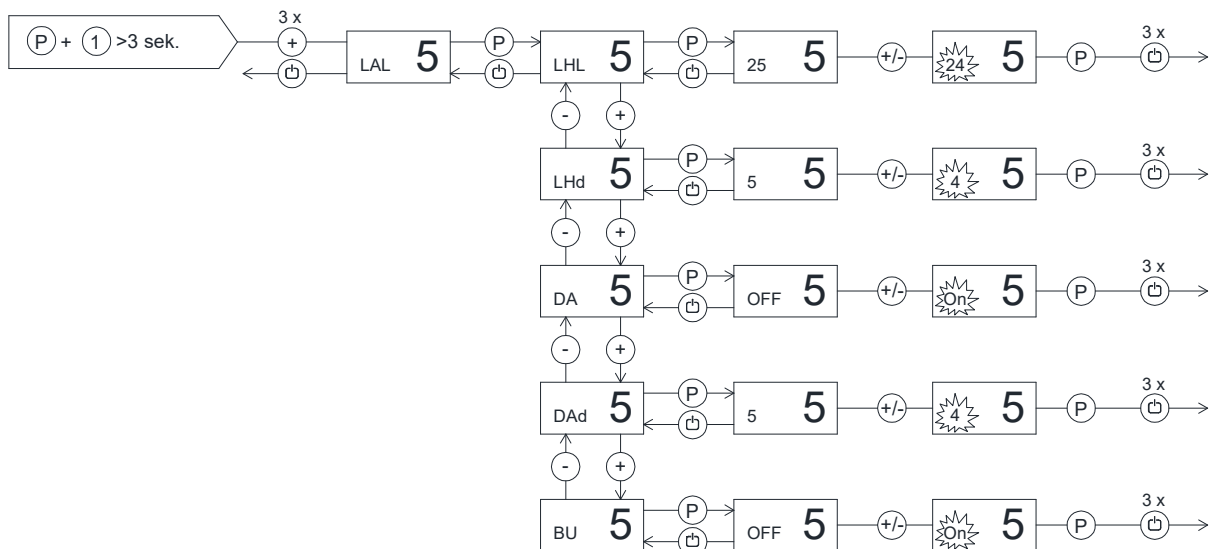 3 x
P + 1 >3 sek. + LAL 5 P LHL 5 P 25 5 +/- 24 5 P 3 x
- +
LHd 5 P 5 5 +/- 4 5 P 3 x
- +
DA 5 P OFF 5 +/- On 5 P 3 x
- +
DAd 5 P 5 5 +/- 4 5 P 3 x
- +
BU 5 P OFF 5 +/- On 5 P 3 x